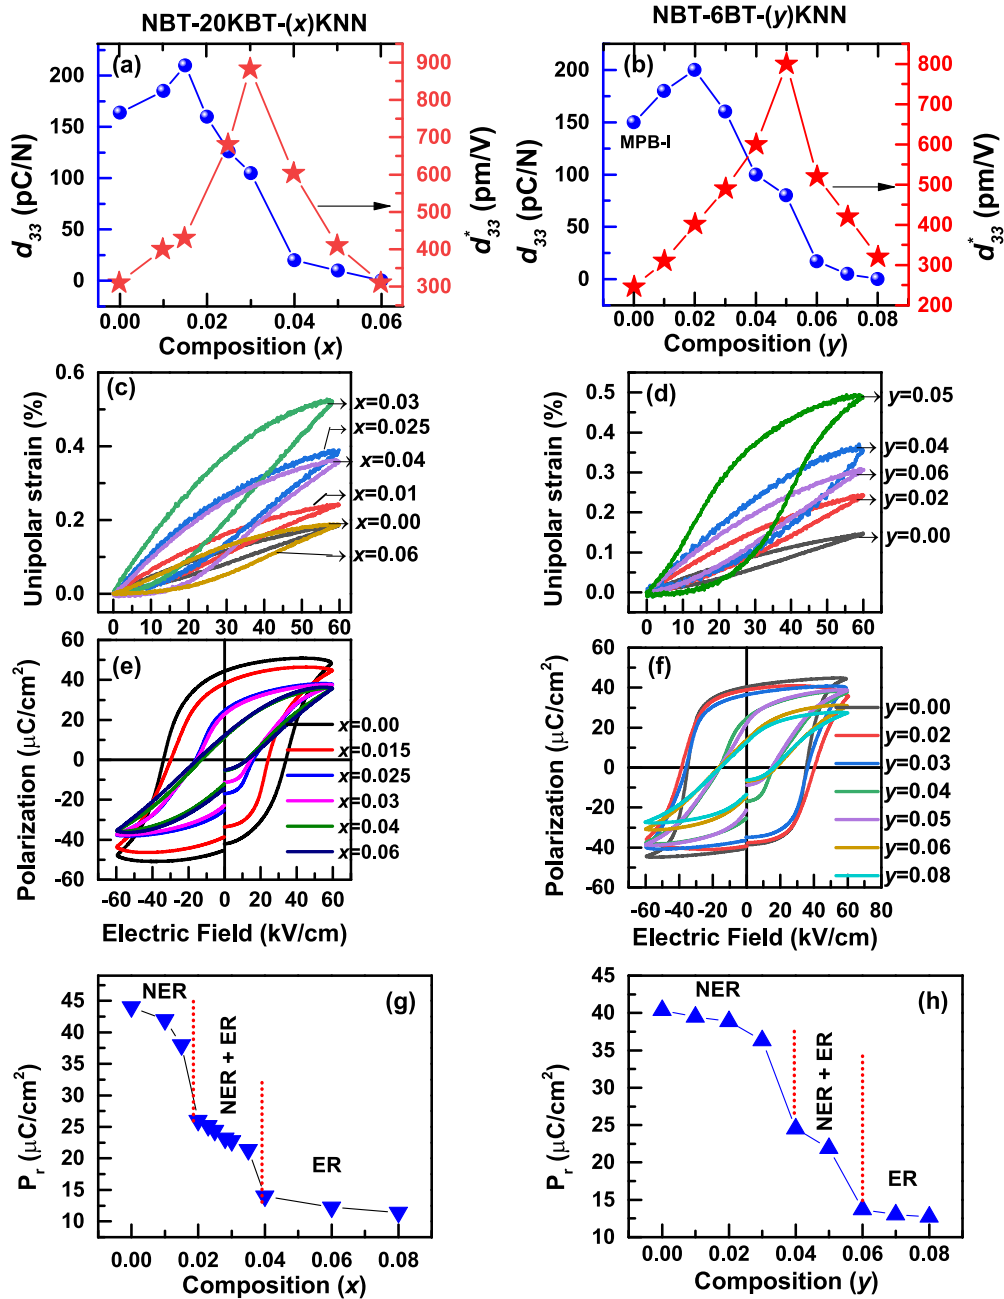 NBT-20KBT-(x)KNN
NBT-6BT-(y)KNN
(a)
200
150
100
50
0
d33 (pC/N)
900
800
700
600
500
400
300
d*33 (pm/V)
0.00 0.02 0.04 0.06
Composition (x)
(b)
MPB-I
200
150
100
50
0
d33 (pC/N)
800
700
600
500
400
300
200
d*33 (pm/V)
0.00 0.02 0.04 0.06 0.08
Composition (y)
(c)
0.6
0.4
0.2
0.0
Unipolar strain (%)
x=0.03
x=0.025
x=0.04
x=0.01
x=0.00
x=0.06
0 10 20 30 40 50 60
(d)
0.5
0.4
0.3
0.2
0.1
0.0
Unipolar strain (%)
y=0.05
y=0.04
y=0.06
y=0.02
y=0.00
0 10 20 30 40 50 60
(e)
60
40
20
0
-20
-40
-60
Polarization (μC/cm2)
x=0.00
x=0.015
x=0.025
x=0.03
x=0.04
x=0.06
-60 -40 -20 0 20 40 60
Electric Field (kV/cm)
(f)
60
40
20
0
-20
-40
-60
Polarization (μC/cm2)
y=0.00
y=0.02
y=0.03
y=0.04
y=0.05
y=0.06
y=0.08
-60 -40 -20 0 20 40 60 80
Electric Field (kV/cm)
(g)
NER
NER + ER
ER
45
40
35
30
25
20
15
10
Pr (μC/cm2)
0.00 0.02 0.04 0.06 0.08
Composition (x)
(h)
NER
NER + ER
ER
45
40
35
30
25
20
15
10
Pr (μC/cm2)
0.00 0.02 0.04 0.06 0.08
Composition (y)